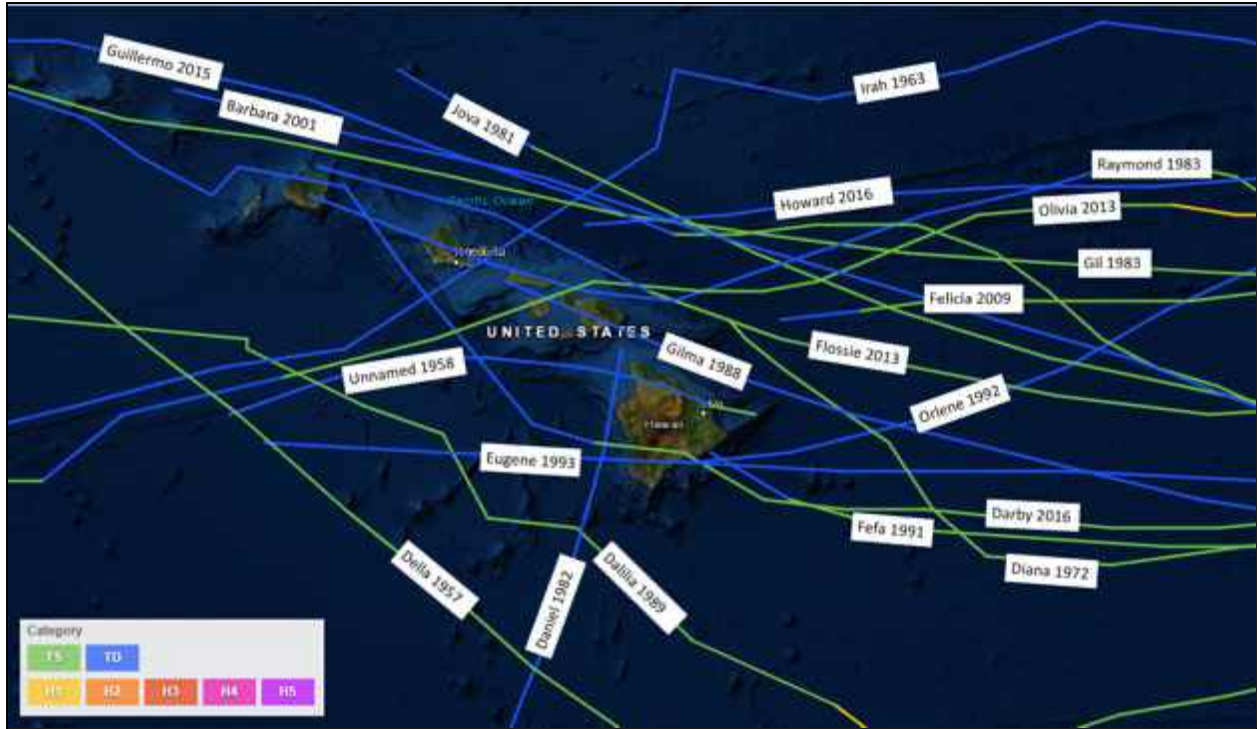 Guillermo 2015
Irah 1963
Barbara 2001
Jova 1981
Raymond 1983
Howard 2016
Pacific Ocean
Olivia 2013
Honolulu
Gil 1983
Felicia 2009
UNITED STATES
Flossie 2013
Gilma 1988
Unnamed 1958
Orlene 1992
Hawaii
Eugene 1993
Darby 2016
Fefa 1991
Diana 1972
Della 1957
Daniel 1982
Dalilia 1989
Category
TS TD
H1 H2 H3 H4 H5